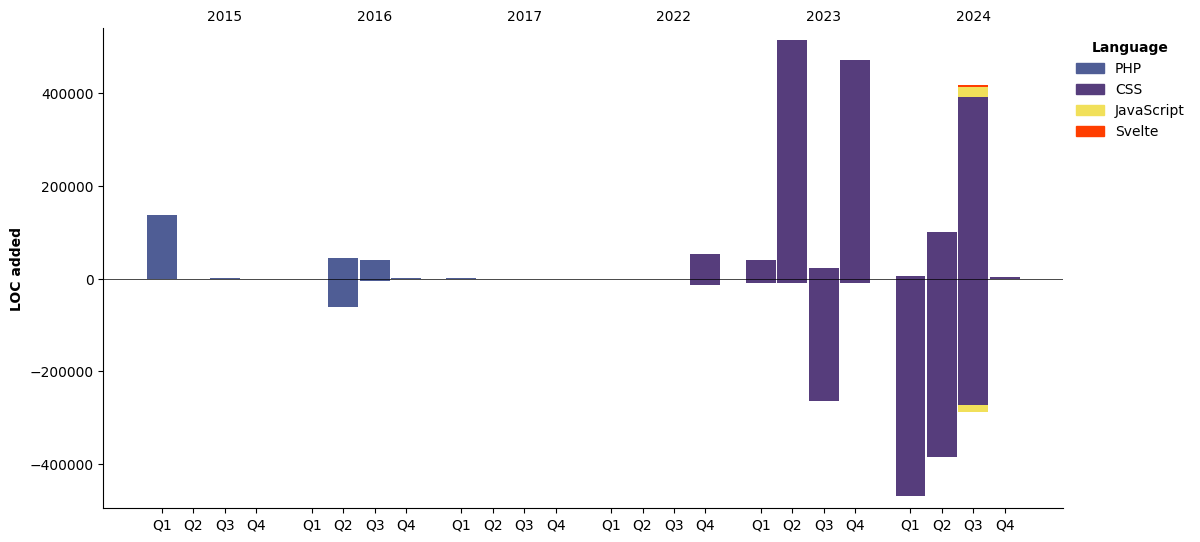 2015 2016 2017 2022 2023 2024
Language
PHP
CSS
JavaScript
Svelte
LOC added
400000
200000
0
−200000
−400000
Q1 Q2 Q3 Q4 Q1 Q2 Q3 Q4 Q1 Q2 Q3 Q4 Q1 Q2 Q3 Q4 Q1 Q2 Q3 Q4 Q1 Q2 Q3 Q4